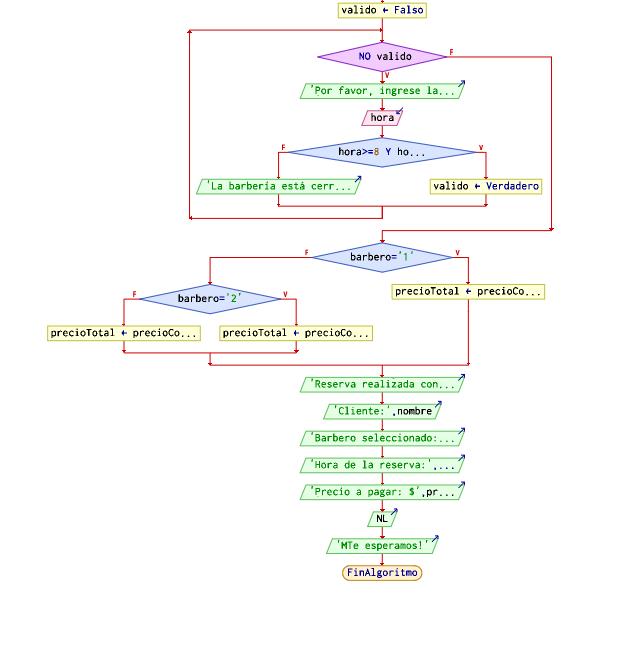 valido ← Falso
NO valido
F
V
'Por favor, ingrese la...
hora
F
hora>=8 Y ho...
V
'La barbería está cerr...
valido ← Verdadero
F
barbero='1'
V
precioTotal ← precioCo...
F
barbero='2'
V
precioTotal ← precioCo...
precioTotal ← precioCo...
'Reserva realizada con...
'Cliente:',nombre
'Barbero seleccionado:...
'Hora de la reserva:',...
'Precio a pagar: $',pr...
NL
'MTe esperamos!'
FinAlgoritmo